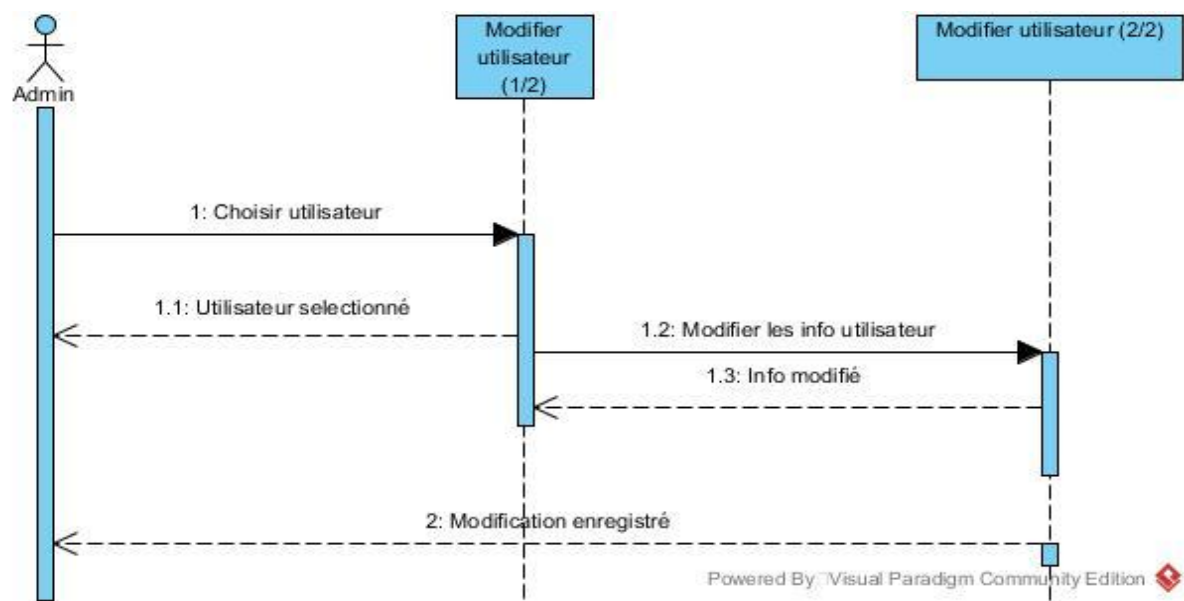 Admin
Modifier
utilisateur
(1/2)
Modifier utilisateur (2/2)
1: Choisir utilisateur
1.1: Utilisateur selectionné
1.2: Modifier les info utilisateur
1.3: Info modifié
2: Modification enregistré
Powered By Visual Paradigm Community Edition